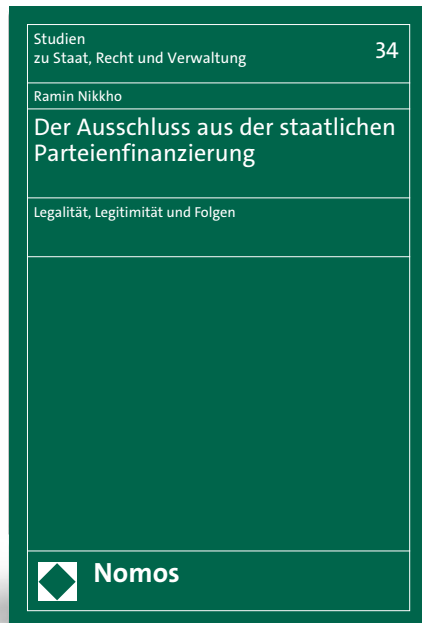 Studien
zu Staat, Recht und Verwaltung
34
Ramin Nikkho
Der Ausschluss aus der staatlichen
Parteienfinanzierung
Legalität, Legitimität und Folgen
Nomos